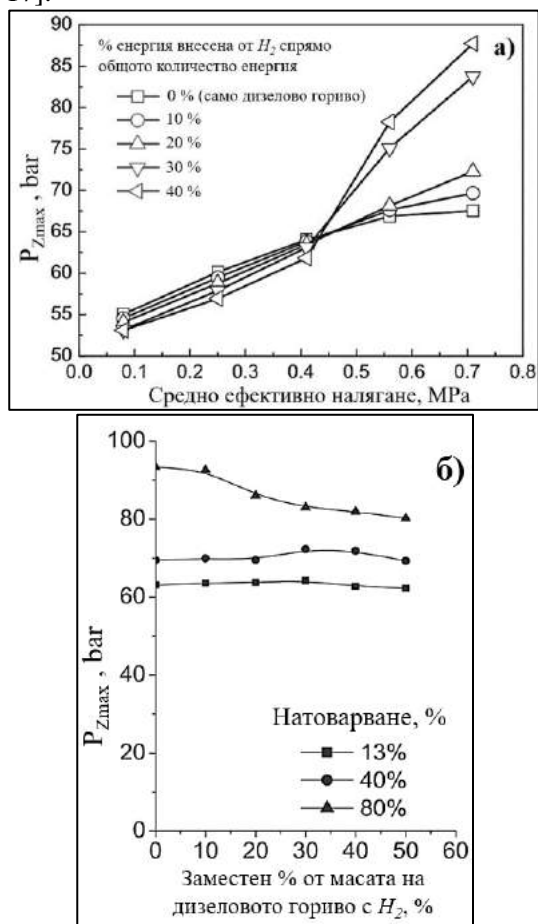 37].
% енергия внесена от H₂ спрямо
общото количество енергия
а)
0 % (само дизелово гориво)
10 %
20 %
30 %
40 %
90
85
80
75
70
65
60
55
50
P_Zmax , bar
0.0 0.1 0.2 0.3 0.4 0.5 0.6 0.7 0.8
Средно ефективно налягане, MPa
б)
100
80
60
40
20
0
P_Zmax, bar
Натоварване, %
13%
40%
80%
0 10 20 30 40 50 60
Заместен % от масата на
дизеловото гориво с H₂, %